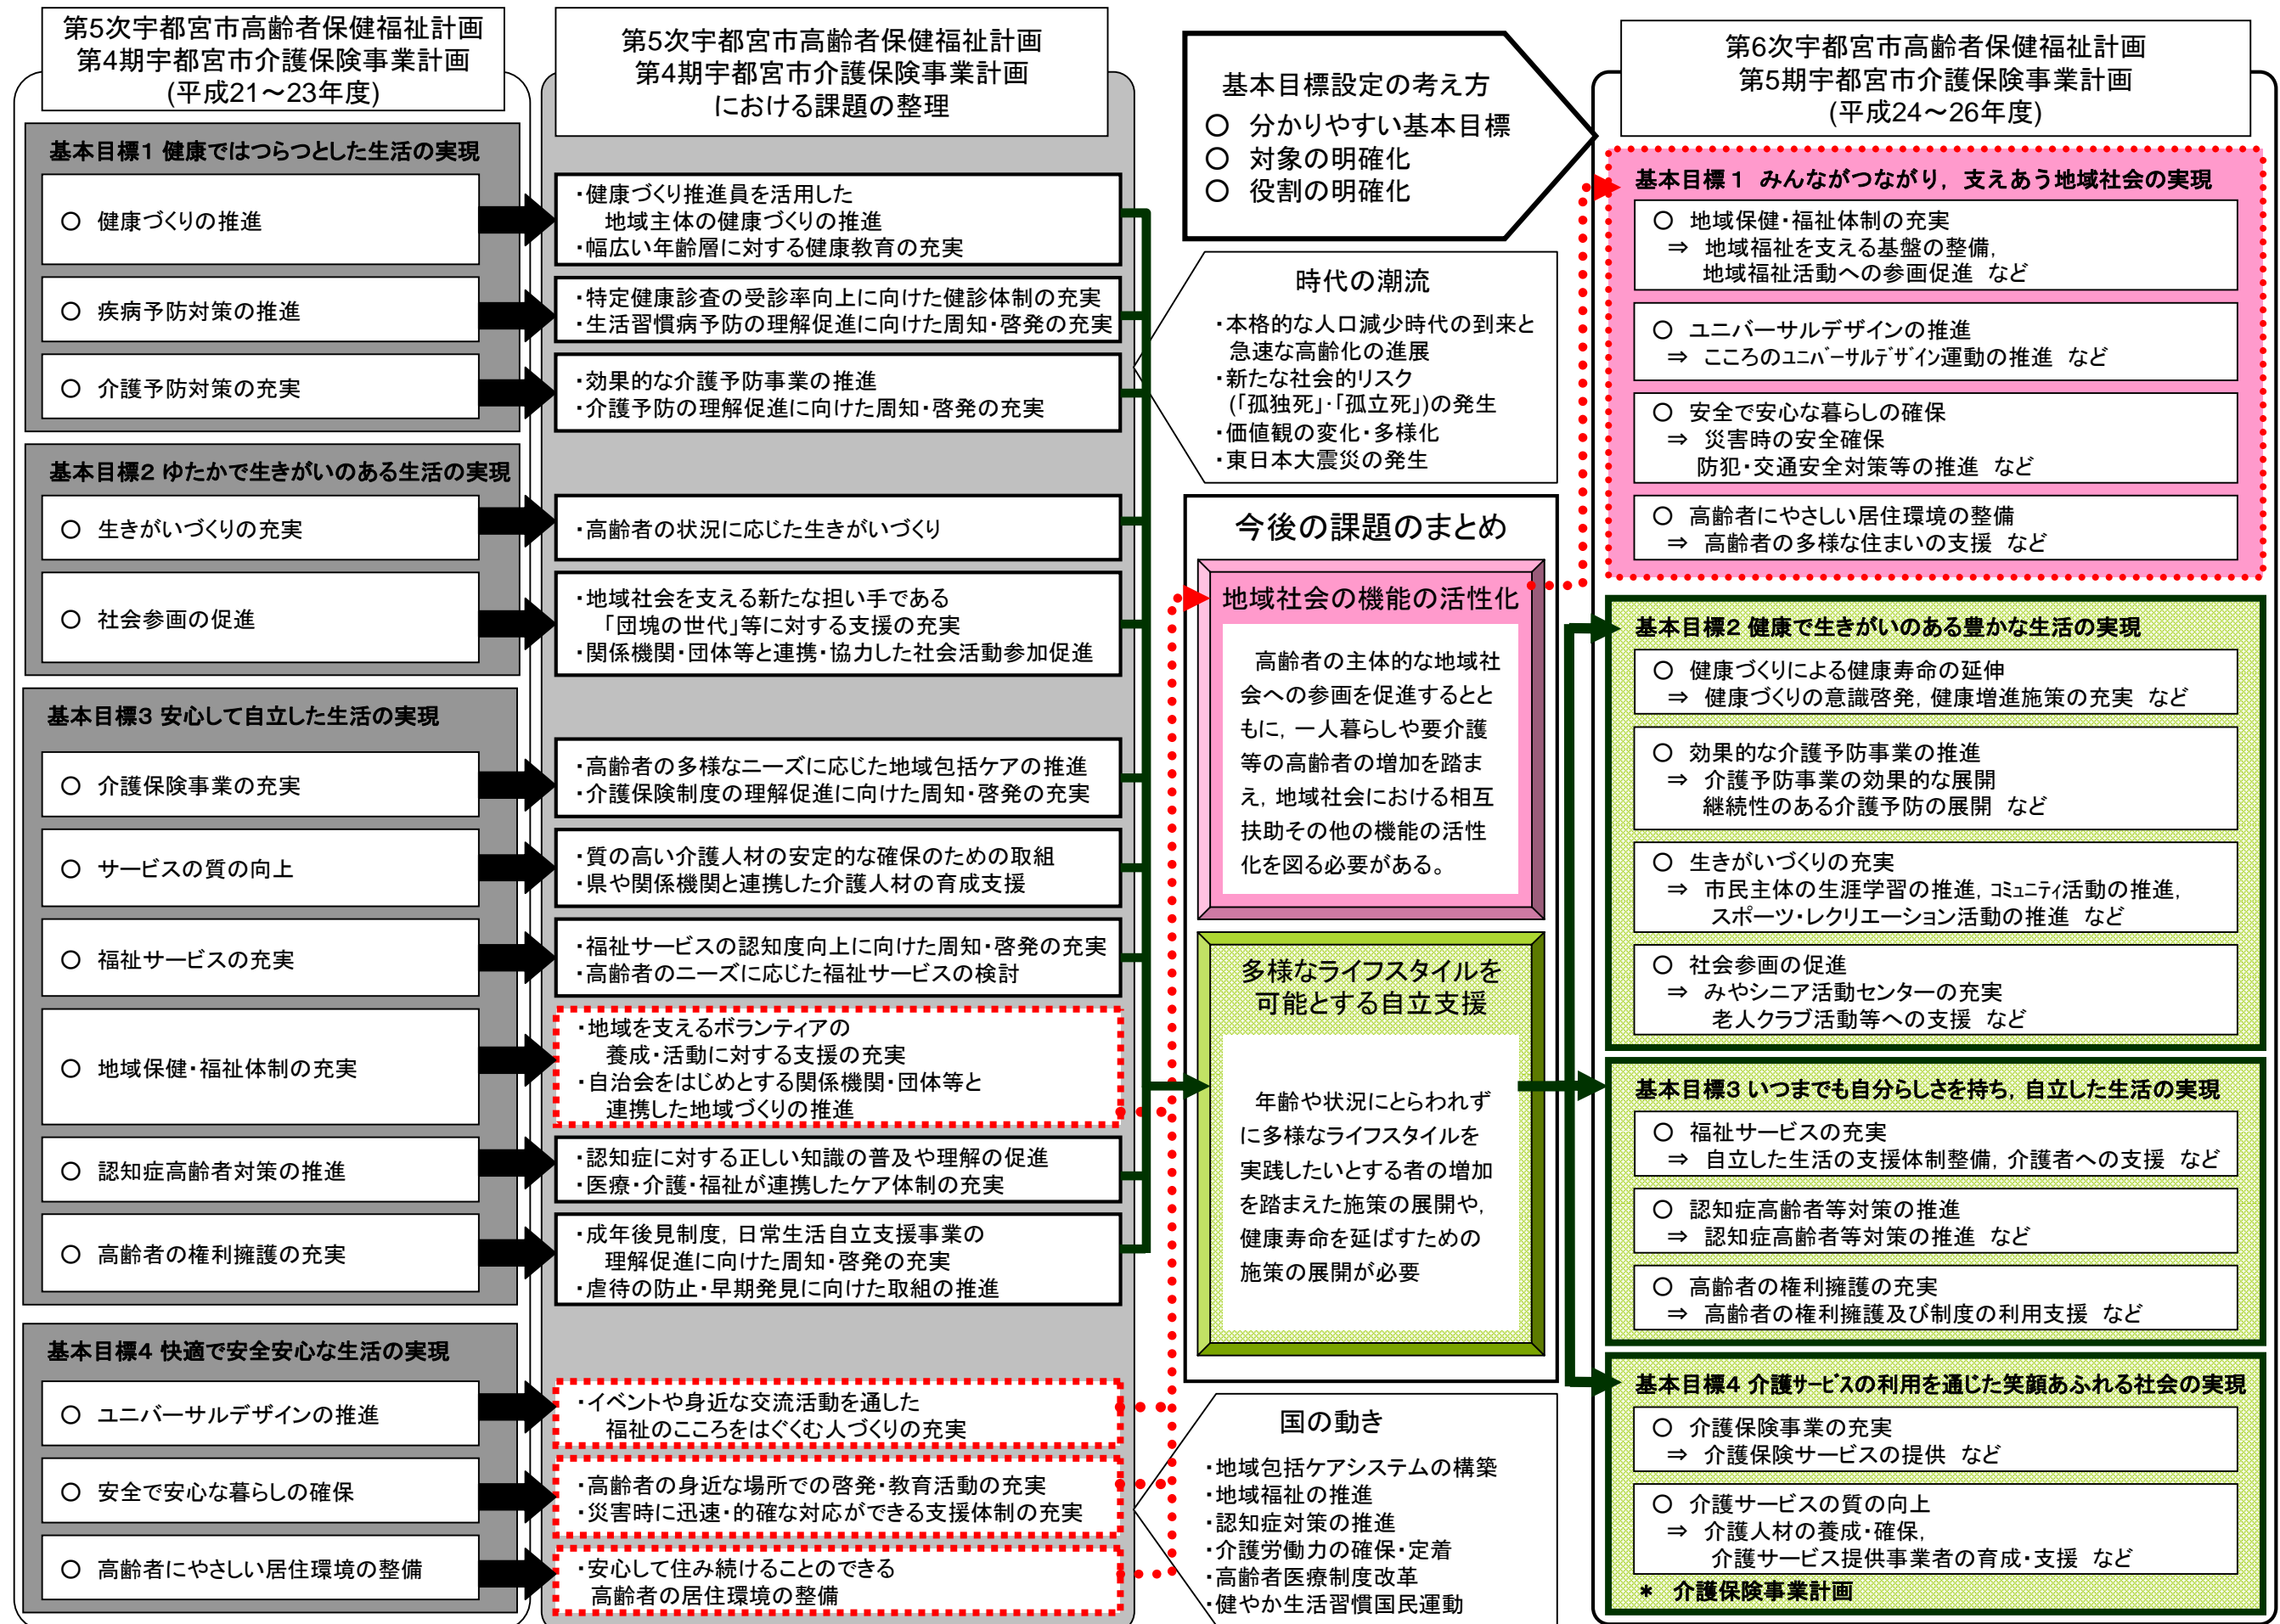 第5次宇都宮市高齢者保健福祉計画
第4期宇都宮市介護保険事業計画
(平成21～23年度)
基本目標1 健康ではつらつとした生活の実現
○ 健康づくりの推進
○ 疾病予防対策の推進
○ 介護予防対策の充実
基本目標2 ゆたかで生きがいのある生活の実現
○ 生きがいづくりの充実
○ 社会参画の促進
基本目標3 安心して自立した生活の実現
○ 介護保険事業の充実
○ サービスの質の向上
○ 福祉サービスの充実
○ 地域保健・福祉体制の充実
○ 認知症高齢者対策の推進
○ 高齢者の権利擁護の充実
基本目標4 快適で安全安心な生活の実現
○ ユニバーサルデザインの推進
○ 安全で安心な暮らしの確保
○ 高齢者にやさしい居住環境の整備
第5次宇都宮市高齢者保健福祉計画
第4期宇都宮市介護保険事業計画
における課題の整理
・健康づくり推進員を活用した
地域主体の健康づくりの推進
・幅広い年齢層に対する健康教育の充実
・特定健康診査の受診率向上に向けた健診体制の充実
・生活習慣病予防の理解促進に向けた周知・啓発の充実
・効果的な介護予防事業の推進
・介護予防の理解促進に向けた周知・啓発の充実
・高齢者の状況に応じた生きがいづくり
・地域社会を支える新たな担い手である
「団塊の世代」等に対する支援の充実
・関係機関・団体等と連携・協力した社会活動参加促進
・高齢者の多様なニーズに応じた地域包括ケアの推進
・介護保険制度の理解促進に向けた周知・啓発の充実
・質の高い介護人材の安定的な確保のための取組
・県や関係機関と連携した介護人材の育成支援
・福祉サービスの認知度向上に向けた周知・啓発の充実
・高齢者のニーズに応じた福祉サービスの検討
・地域を支えるボランティアの
養成・活動に対する支援の充実
・自治会をはじめとする関係機関・団体等と
連携した地域づくりの推進
・認知症に対する正しい知識の普及や理解の促進
・医療・介護・福祉が連携したケア体制の充実
・成年後見制度，日常生活自立支援事業の
理解促進に向けた周知・啓発の充実
・虐待の防止・早期発見に向けた取組の推進
・イベントや身近な交流活動を通した
福祉のこころをはぐくむ人づくりの充実
・高齢者の身近な場所での啓発・教育活動の充実
・災害時に迅速・的確な対応ができる支援体制の充実
・安心して住み続けることのできる
高齢者の居住環境の整備
基本目標設定の考え方
○ 分かりやすい基本目標
○ 対象の明確化
○ 役割の明確化
時代の潮流
・本格的な人口減少時代の到来と
急速な高齢化の進展
・新たな社会的リスク
(「孤独死」・「孤立死」)の発生
・価値観の変化・多様化
・東日本大震災の発生
今後の課題のまとめ
地域社会の機能の活性化
高齢者の主体的な地域社
会への参画を促進するとと
もに，一人暮らしや要介護
等の高齢者の増加を踏ま
え，地域社会における相互
扶助その他の機能の活性
化を図る必要がある。
多様なライフスタイルを
可能とする自立支援
年齢や状況にとらわれず
に多様なライフスタイルを
実践したいとする者の増加
を踏まえた施策の展開や，
健康寿命を延ばすための
施策の展開が必要
国の動き
・地域包括ケアシステムの構築
・地域福祉の推進
・認知症対策の推進
・介護労働力の確保・定着
・高齢者医療制度改革
・健やか生活習慣国民運動
第6次宇都宮市高齢者保健福祉計画
第5期宇都宮市介護保険事業計画
(平成24～26年度)
基本目標1 みんながつながり，支えあう地域社会の実現
○ 地域保健・福祉体制の充実
⇒ 地域福祉を支える基盤の整備，
地域福祉活動への参画促進 など
○ ユニバーサルデザインの推進
⇒ こころのﾕﾆﾊﾞｰｻﾙﾃﾞｻﾞｲﾝ運動の推進 など
○ 安全で安心な暮らしの確保
⇒ 災害時の安全確保
防犯・交通安全対策等の推進 など
○ 高齢者にやさしい居住環境の整備
⇒ 高齢者の多様な住まいの支援 など
基本目標2 健康で生きがいのある豊かな生活の実現
○ 健康づくりによる健康寿命の延伸
⇒ 健康づくりの意識啓発，健康増進施策の充実 など
○ 効果的な介護予防事業の推進
⇒ 介護予防事業の効果的な展開
継続性のある介護予防の展開 など
○ 生きがいづくりの充実
⇒ 市民主体の生涯学習の推進，ｺﾐｭﾆﾃｨ活動の推進，
スポーツ・レクリエーション活動の推進 など
○ 社会参画の促進
⇒ みやシニア活動センターの充実
老人クラブ活動等への支援 など
基本目標3 いつまでも自分らしさを持ち，自立した生活の実現
○ 福祉サービスの充実
⇒ 自立した生活の支援体制整備，介護者への支援 など
○ 認知症高齢者等対策の推進
⇒ 認知症高齢者等対策の推進 など
○ 高齢者の権利擁護の充実
⇒ 高齢者の権利擁護及び制度の利用支援 など
基本目標4 介護ｻｰﾋﾞｽの利用を通じた笑顔あふれる社会の実現
○ 介護保険事業の充実
⇒ 介護保険サービスの提供 など
○ 介護サービスの質の向上
⇒ 介護人材の養成・確保，
介護サービス提供事業者の育成・支援 など
* 介護保険事業計画